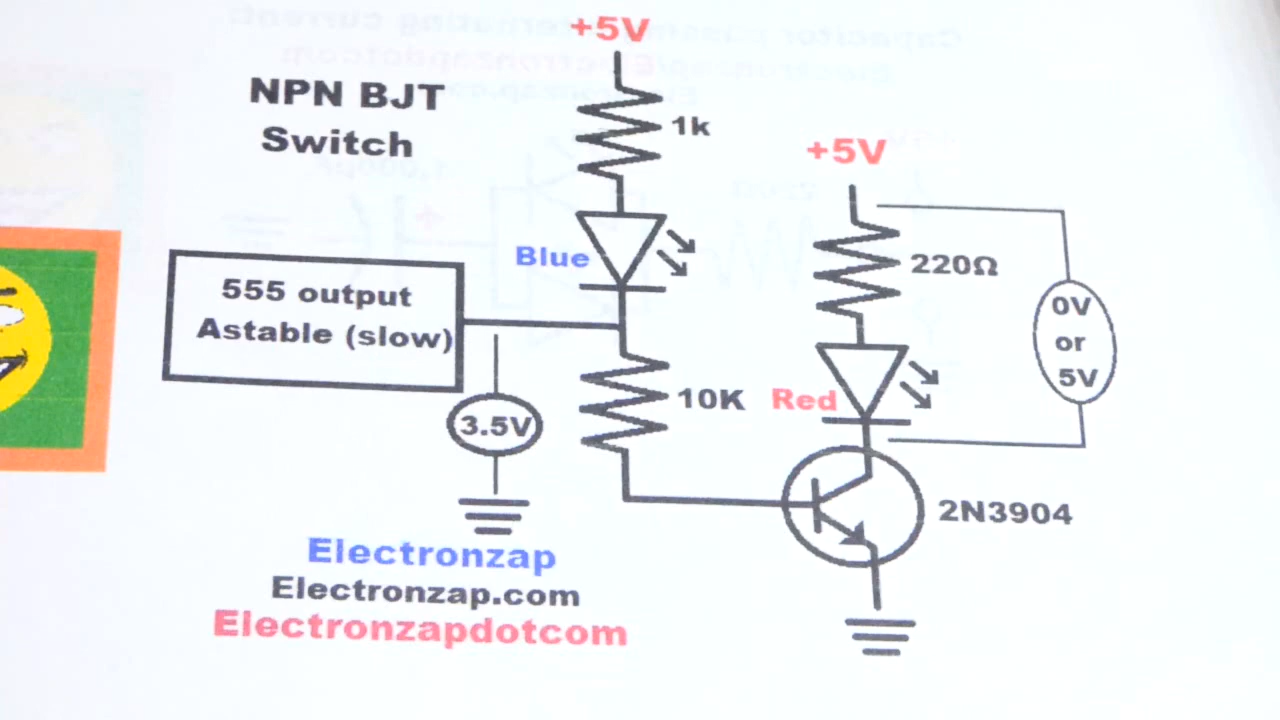 +5V
NPN BJT
Switch
1k
+5V
Blue
220Ω
555 output
Astable (slow)
0V
or
5V
10K
Red
3.5V
2N3904
Electronzap
Electronzap.com
Electronzapdotcom